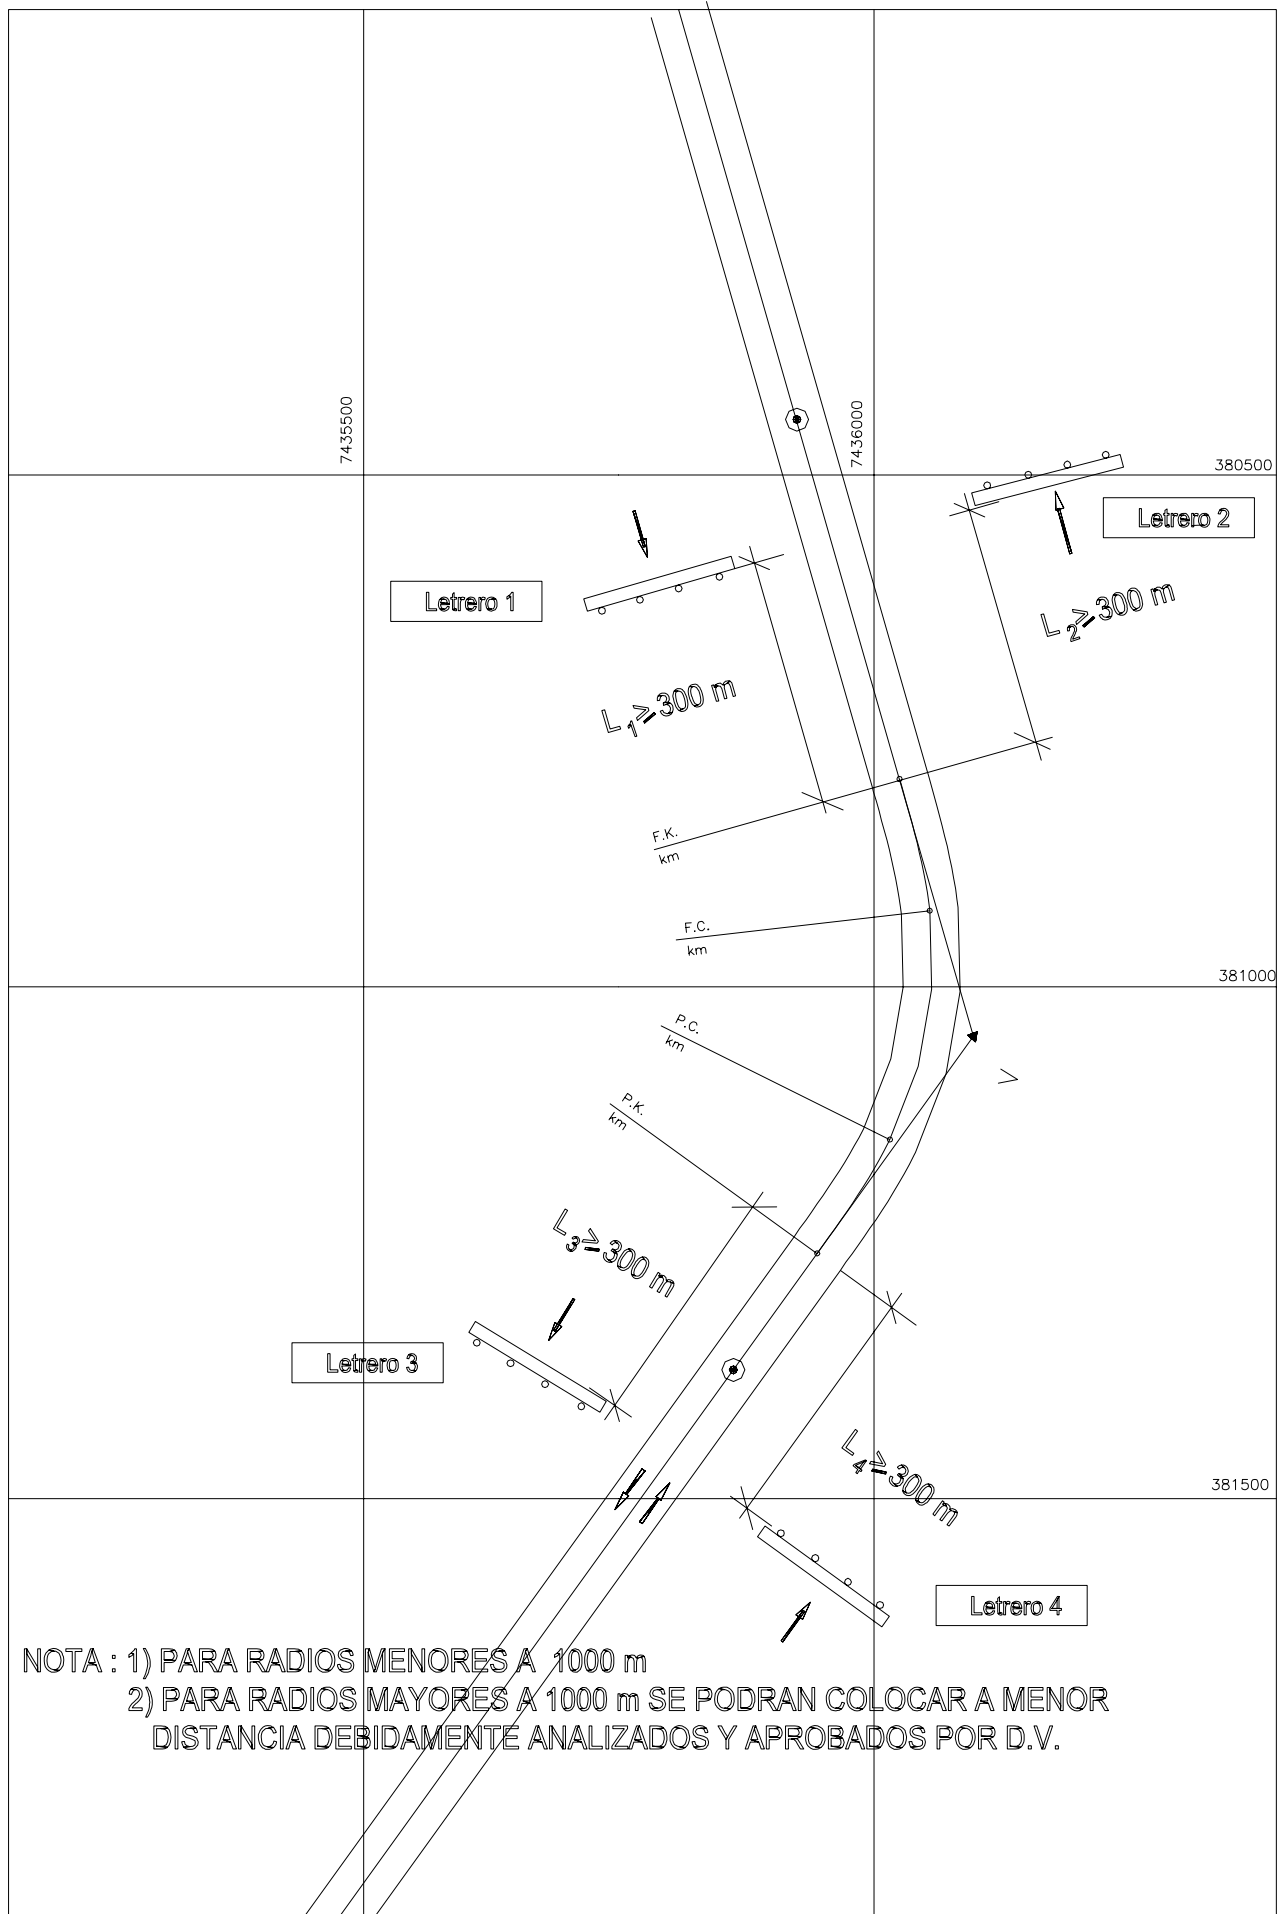 7435500
7436000
380500
Letrero 2
Letrero 1
L2≥300 m
L1≥300 m
F.K.
km
F.C.
km
381000
P.C.
km
V
P.K.
km
L3≥300 m
Letrero 3
L4≥300 m
381500
Letrero 4
NOTA : 1) PARA RADIOS MENORES A 1000 m
2) PARA RADIOS MAYORES A 1000 m SE PODRAN COLOCAR A MENOR
DISTANCIA DEBIDAMENTE ANALIZADOS Y APROBADOS POR D.V.